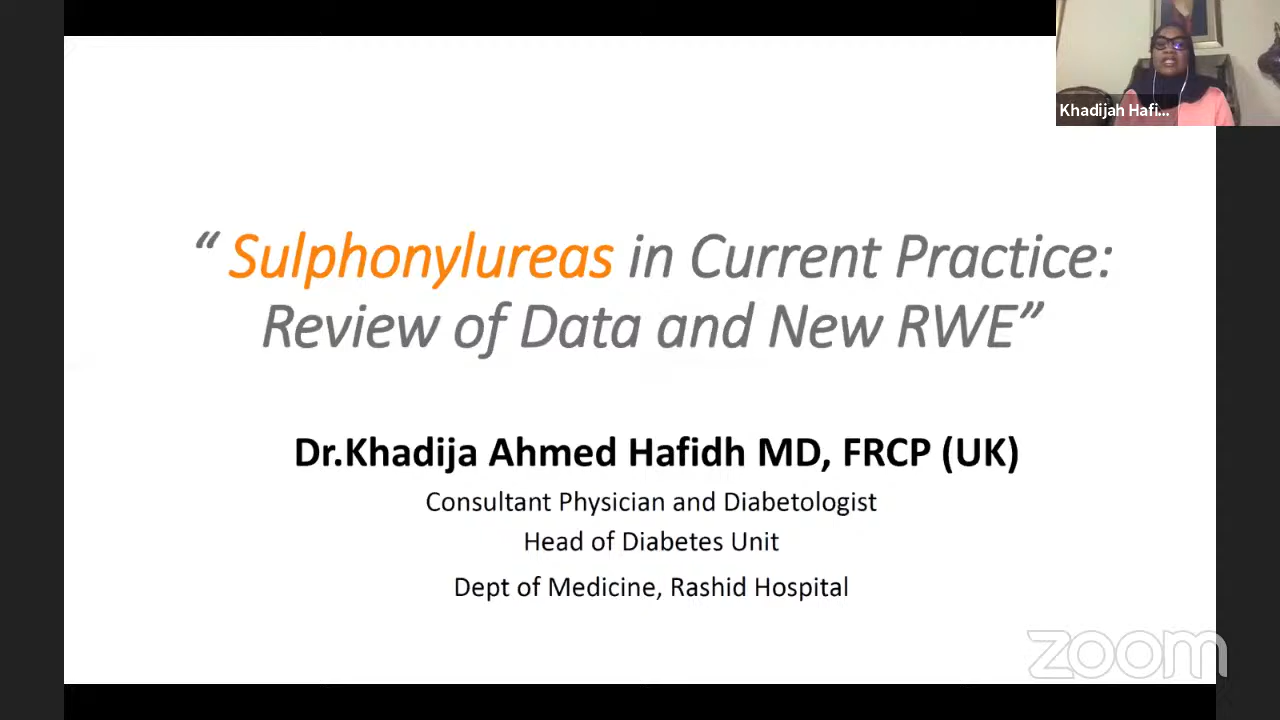 Khadijah Hafi...
“ Sulphonylureas in Current Practice:
Review of Data and New RWE”
Dr.Khadija Ahmed Hafidh MD, FRCP (UK)
Consultant Physician and Diabetologist
Head of Diabetes Unit
Dept of Medicine, Rashid Hospital
zoom